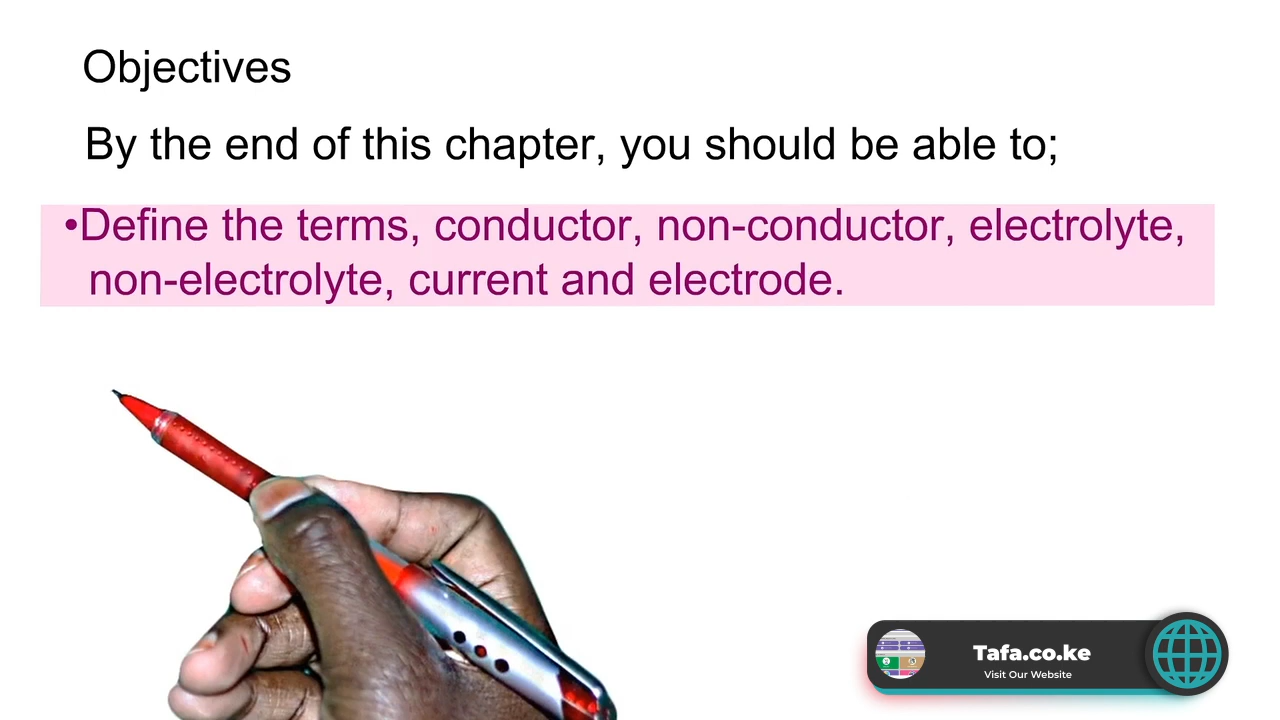 Objectives
By the end of this chapter, you should be able to;
•Define the terms, conductor, non-conductor, electrolyte,
non-electrolyte, current and electrode.
Tafa.co.ke
Visit Our Website